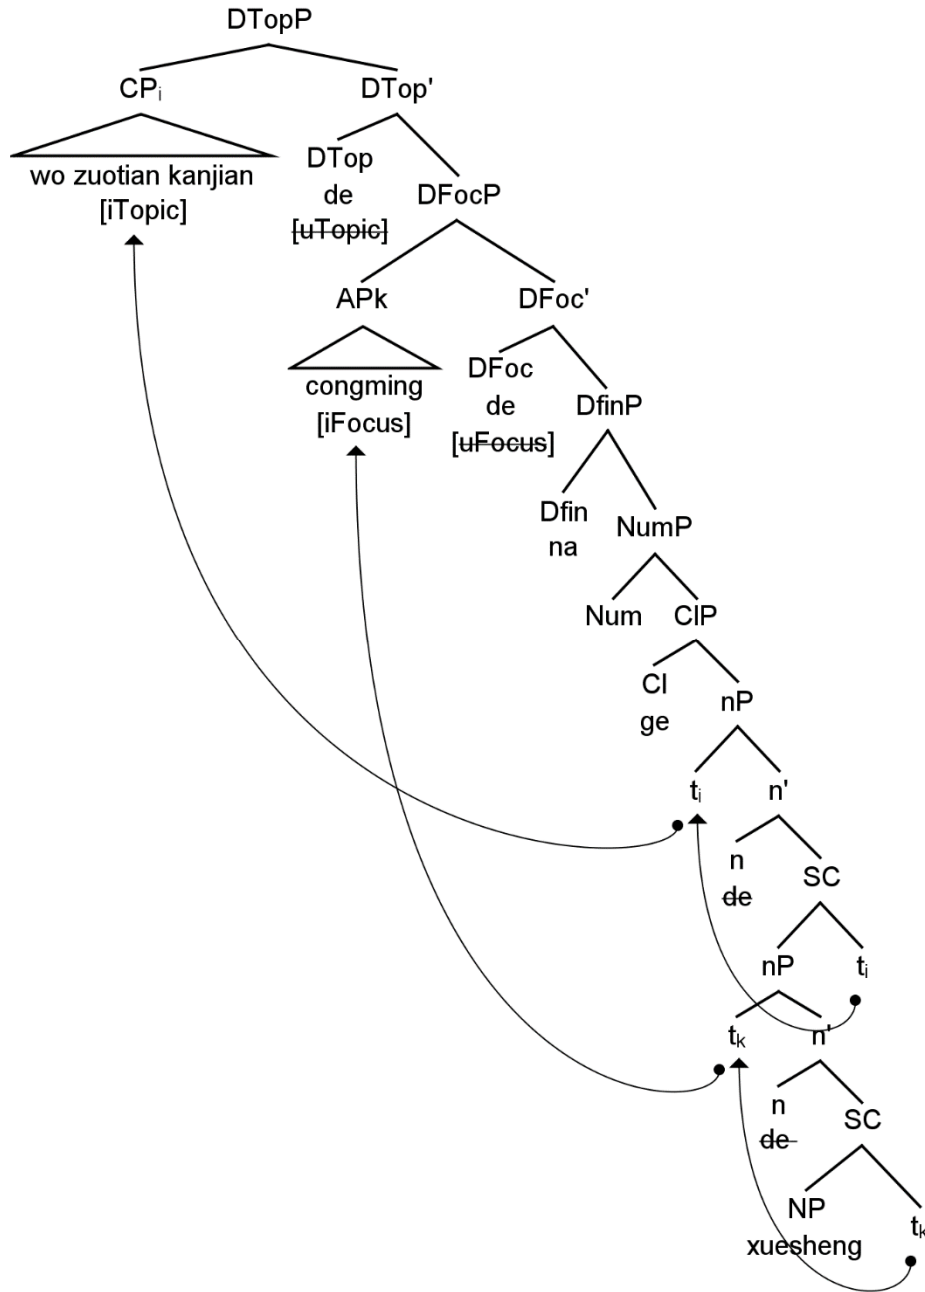 DTopP
CPi DTop'
wo zuotian kanjian
[iTopic]
DTop
de
[uTopic]
DFocP
APk DFoc'
congming
[iFocus]
DFoc
de
[uFocus]
DfinP
Dfin
na
NumP
Num ClP
Cl
ge
nP
ti n'
n
de
SC
nP ti
tk n'
n
de
SC
NP
xuesheng
tk